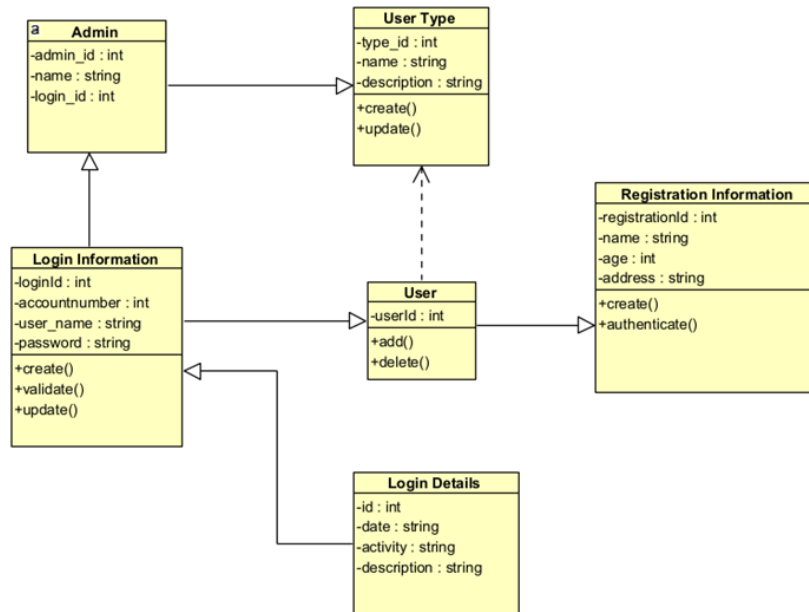 a
Admin
-admin_id : int
-name : string
-login_id : int
User Type
-type_id : int
-name : string
-description : string
+create()
+update()
Registration Information
-registrationId : int
-name : string
-age : int
-address : string
+create()
+authenticate()
Login Information
-loginId : int
-accountnumber : int
-user_name : string
-password : string
+create()
+validate()
+update()
User
-userId : int
+add()
+delete()
Login Details
-id : int
-date : string
-activity : string
-description : string